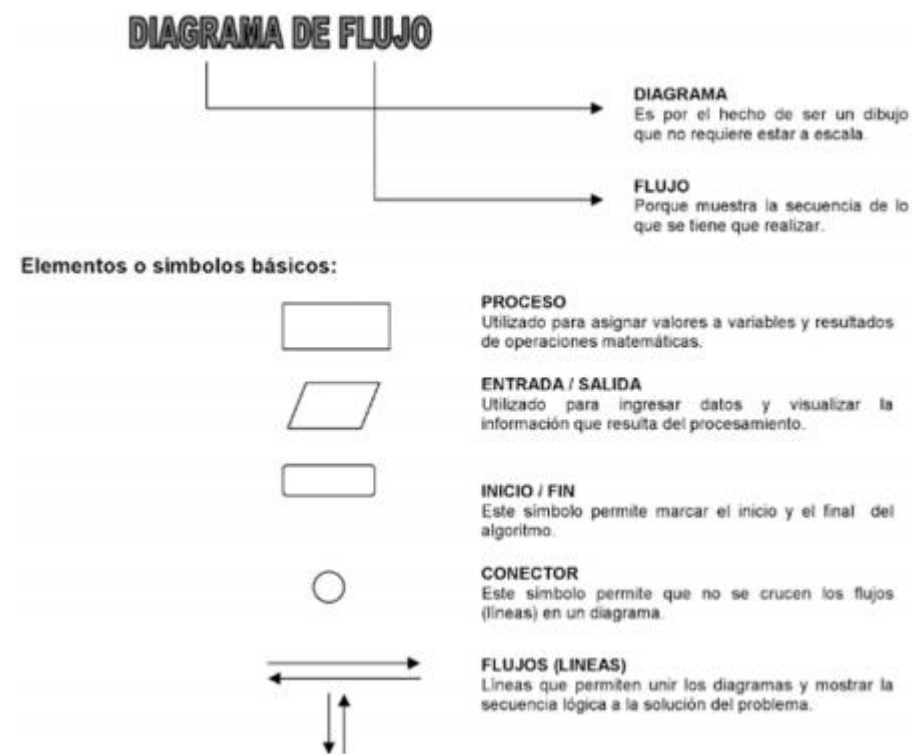 DIAGRAMA DE FLUJO
DIAGRAMA
Es por el hecho de ser un dibujo
que no requiere estar a escala.
FLUJO
Porque muestra la secuencia de lo
que se tiene que realizar.
Elementos o símbolos básicos:
PROCESO
Utilizado para asignar valores a variables y resultados
de operaciones matemáticas.
ENTRADA / SALIDA
Utilizado para ingresar datos y visualizar la
información que resulta del procesamiento.
INICIO / FIN
Este símbolo permite marcar el inicio y el final del
algoritmo.
CONECTOR
Este símbolo permite que no se crucen los flujos
(líneas) en un diagrama.
FLUJOS (LINEAS)
Líneas que permiten unir los diagramas y mostrar la
secuencia lógica a la solución del problema.